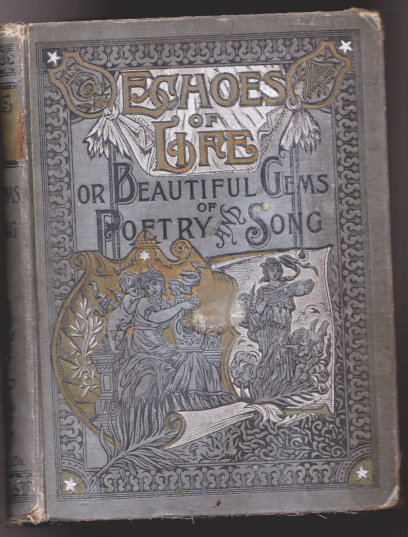 ECHOES
OF
LIFE
OR BEAUTIFUL GEMS
OF
POETRY AND SONG